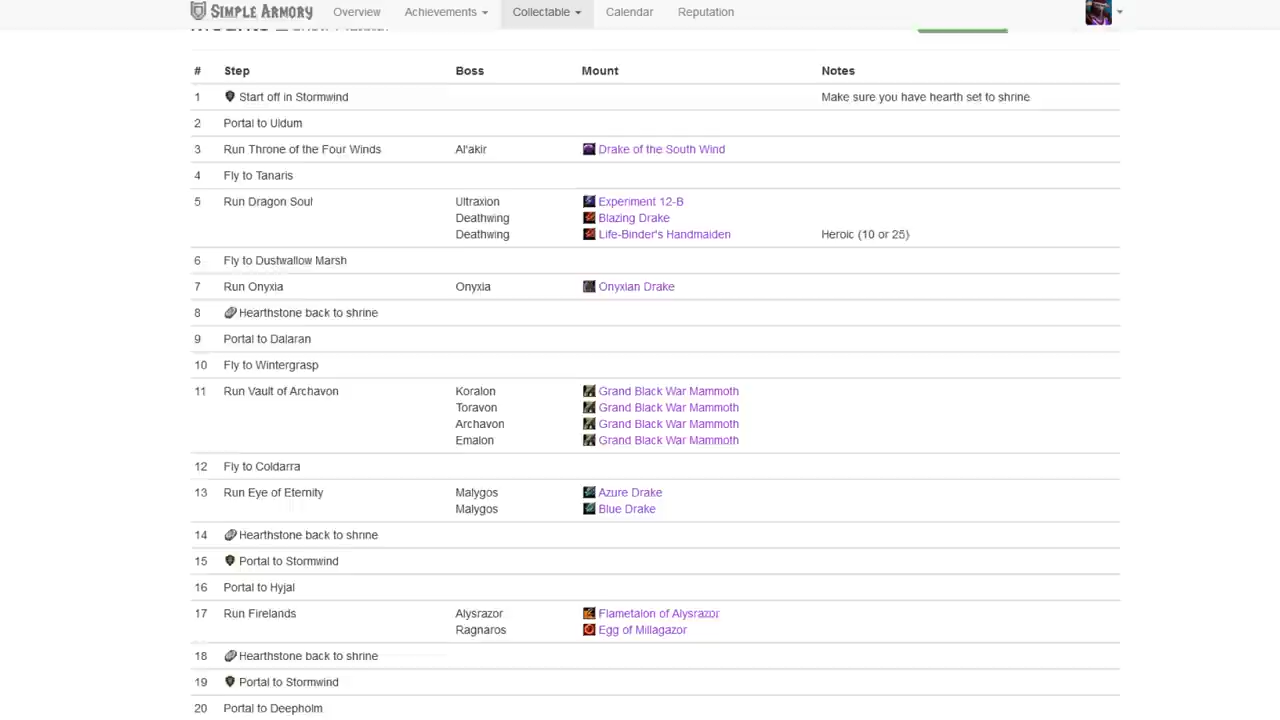 SIMPLE ARMORY Overview Achievements Collectable Calendar Reputation
# Step Boss Mount Notes
1 Start off in Stormwind Make sure you have hearth set to shrine
2 Portal to Uldum
3 Run Throne of the Four Winds Al'akir Drake of the South Wind
4 Fly to Tanaris
5 Run Dragon Soul Ultraxion Experiment 12-B
Deathwing Blazing Drake
Deathwing Life-Binder's Handmaiden Heroic (10 or 25)
6 Fly to Dustwallow Marsh
7 Run Onyxia Onyxia Onyxian Drake
8 Hearthstone back to shrine
9 Portal to Dalaran
10 Fly to Wintergrasp
11 Run Vault of Archavon Koralon Grand Black War Mammoth
Toravon Grand Black War Mammoth
Archavon Grand Black War Mammoth
Emalon Grand Black War Mammoth
12 Fly to Coldarra
13 Run Eye of Eternity Malygos Azure Drake
Malygos Blue Drake
14 Hearthstone back to shrine
15 Portal to Stormwind
16 Portal to Hyjal
17 Run Firelands Alysrazor Flametalon of Alysrazor
Ragnaros Egg of Millagazor
18 Hearthstone back to shrine
19 Portal to Stormwind
20 Portal to Deepholm